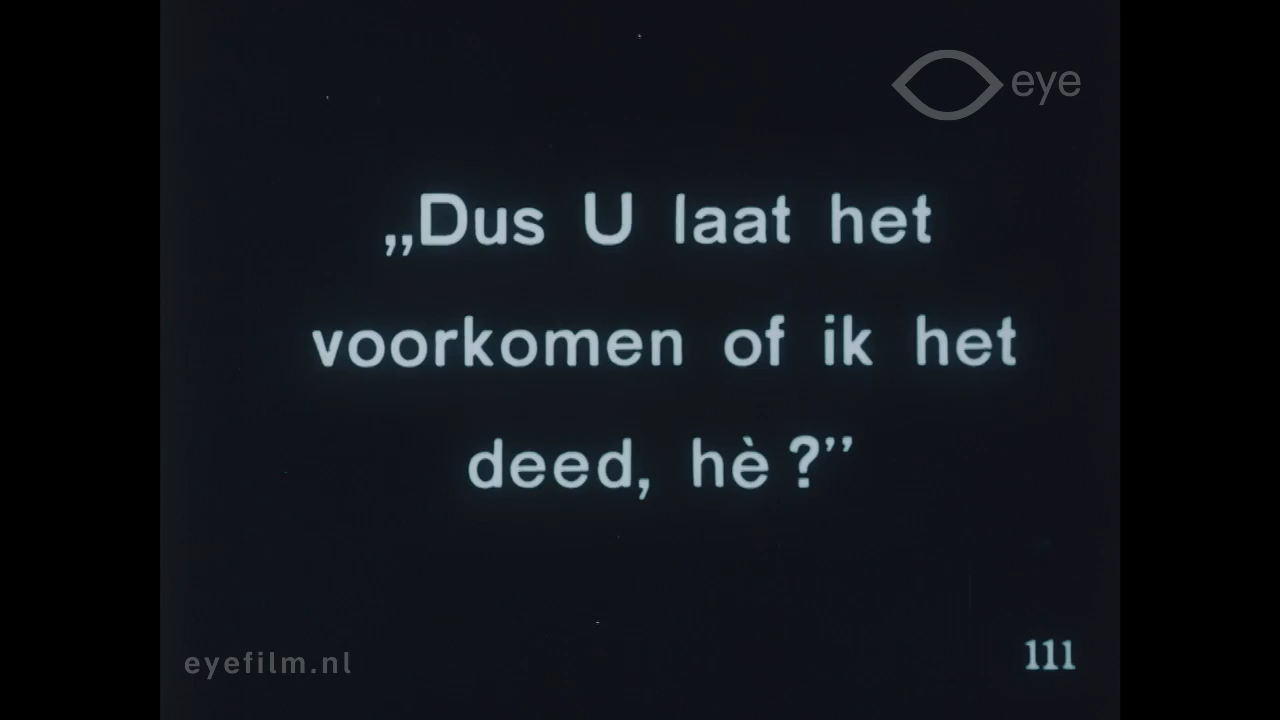 eye
„Dus U laat het
voorkomen of ik het
deed, hè?”
eyefilm.nl
111